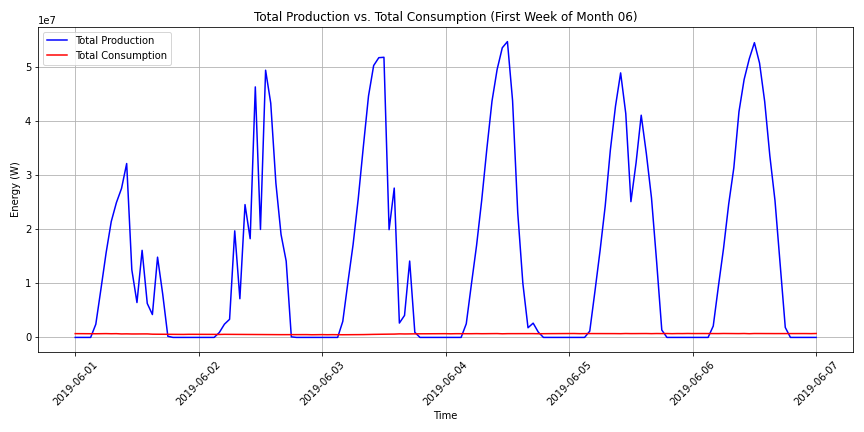 Total Production vs. Total Consumption (First Week of Month 06)
1e7
Total Production
Total Consumption
5
4
3
2
1
0
Energy (W)
2019-06-01
2019-06-02
2019-06-03
2019-06-04
2019-06-05
2019-06-06
2019-06-07
Time